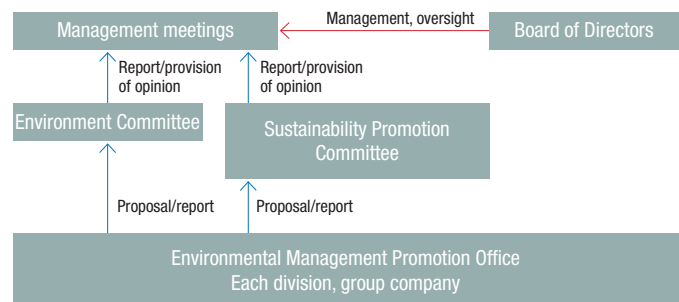 Management meetings
Management, oversight
Board of Directors
Report/provision
of opinion
Report/provision
of opinion
Environment Committee
Sustainability Promotion
Committee
Proposal/report
Proposal/report
Environmental Management Promotion Office
Each division, group company